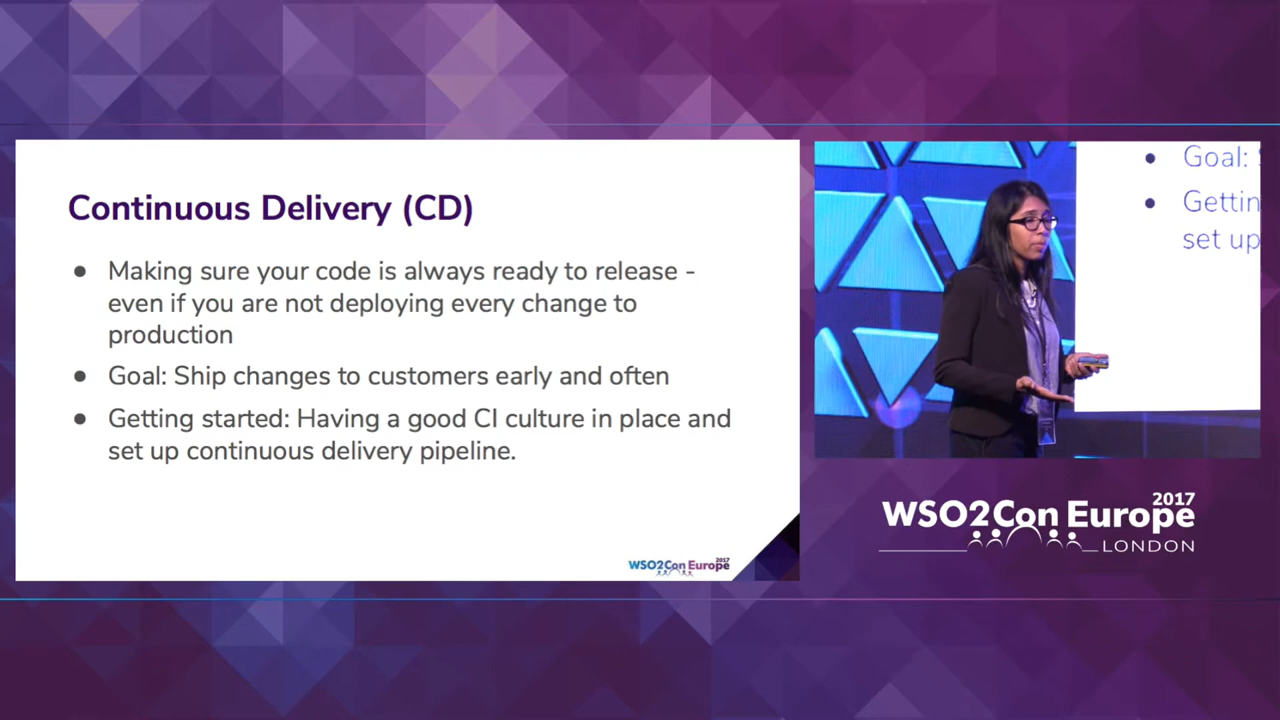 Continuous Delivery (CD)
● Making sure your code is always ready to release -
even if you are not deploying every change to
production
● Goal: Ship changes to customers early and often
● Getting started: Having a good CI culture in place and
set up continuous delivery pipeline.
WSO2Con Europe 2017
● Goal:
● Gettin
set up
WSO2Con Europe 2017
LONDON